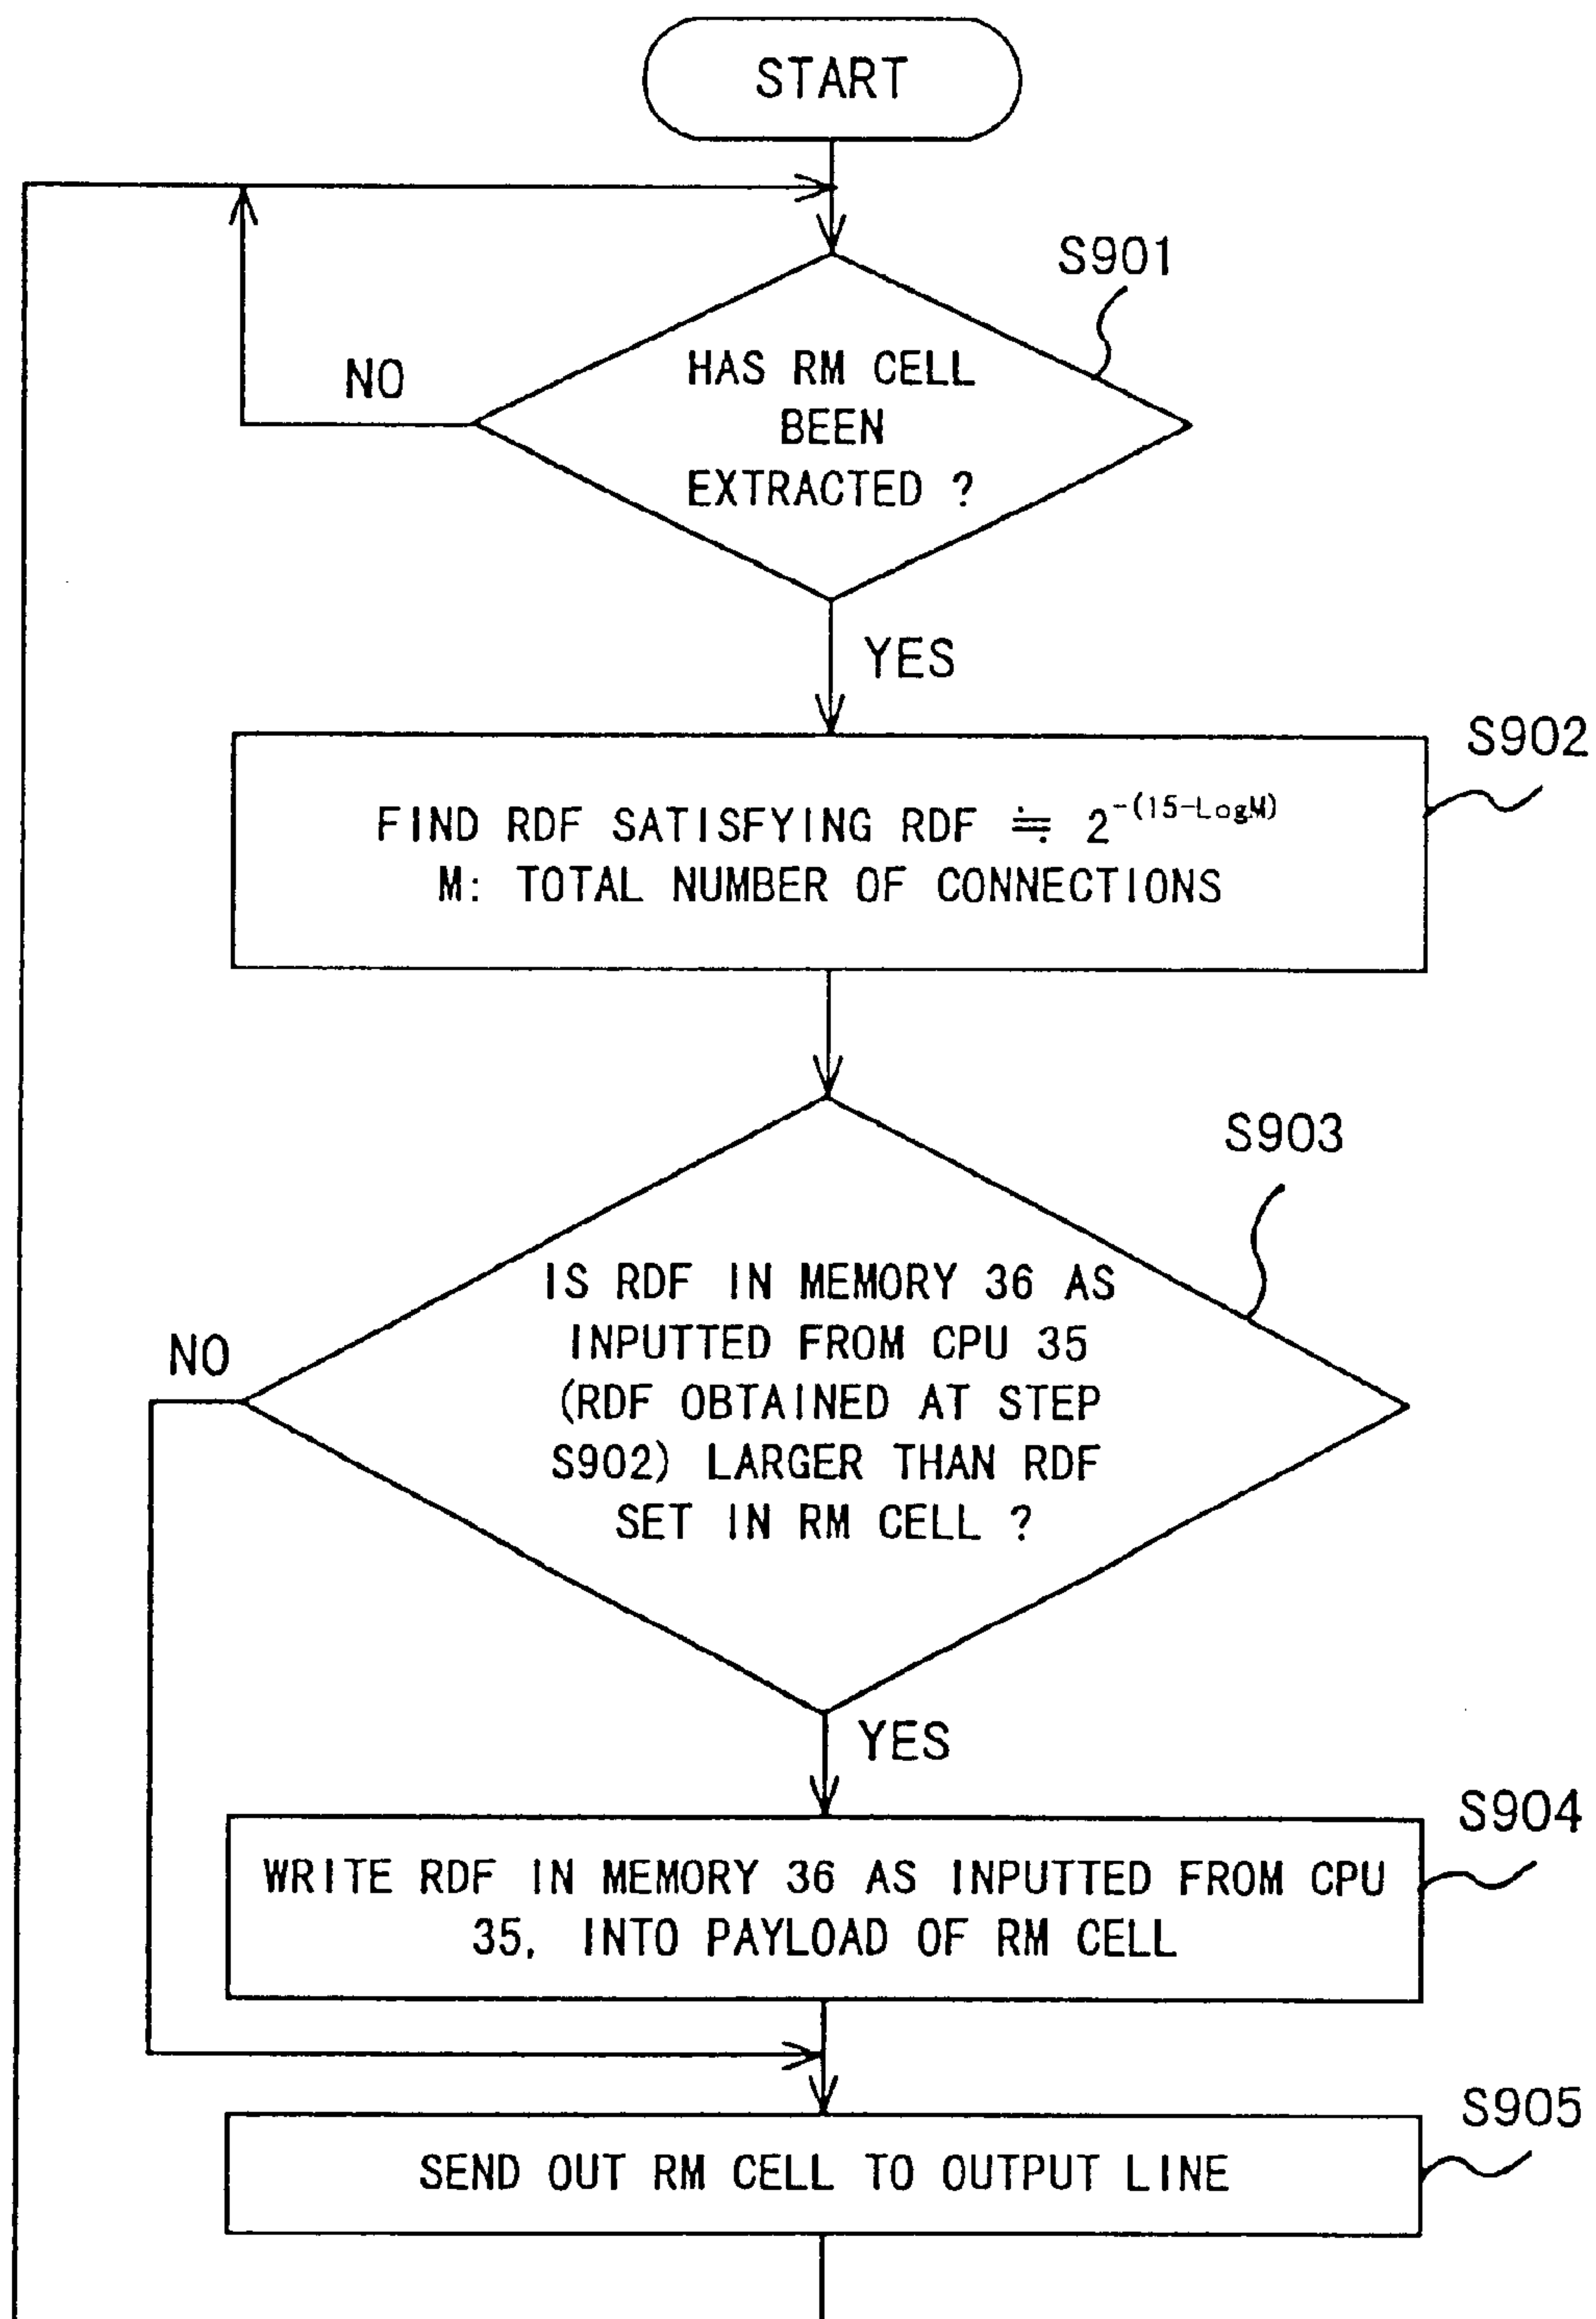 START
S901
NO
HAS RM CELL
BEEN
EXTRACTED ?
YES
S902
FIND RDF SATISFYING RDF ≒ 2^-(15-LogM)
M: TOTAL NUMBER OF CONNECTIONS
S903
NO
IS RDF IN MEMORY 36 AS
INPUTTED FROM CPU 35
(RDF OBTAINED AT STEP
S902) LARGER THAN RDF
SET IN RM CELL ?
YES
S904
WRITE RDF IN MEMORY 36 AS INPUTTED FROM CPU
35, INTO PAYLOAD OF RM CELL
S905
SEND OUT RM CELL TO OUTPUT LINE